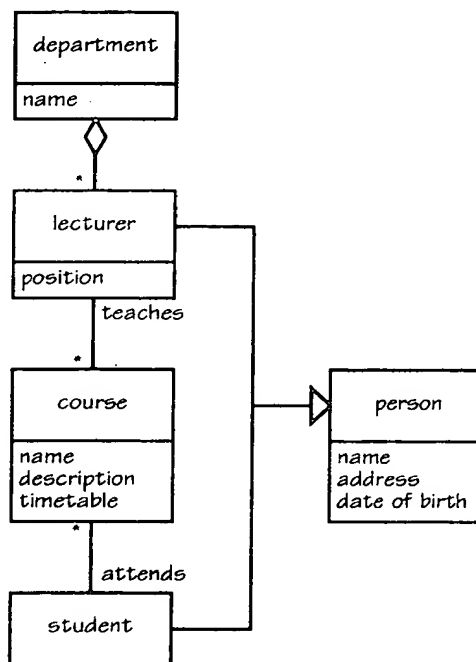 department
name
*
lecturer
position
teaches
*
course
name
description
timetable
*
attends
student
person
name
address
date of birth